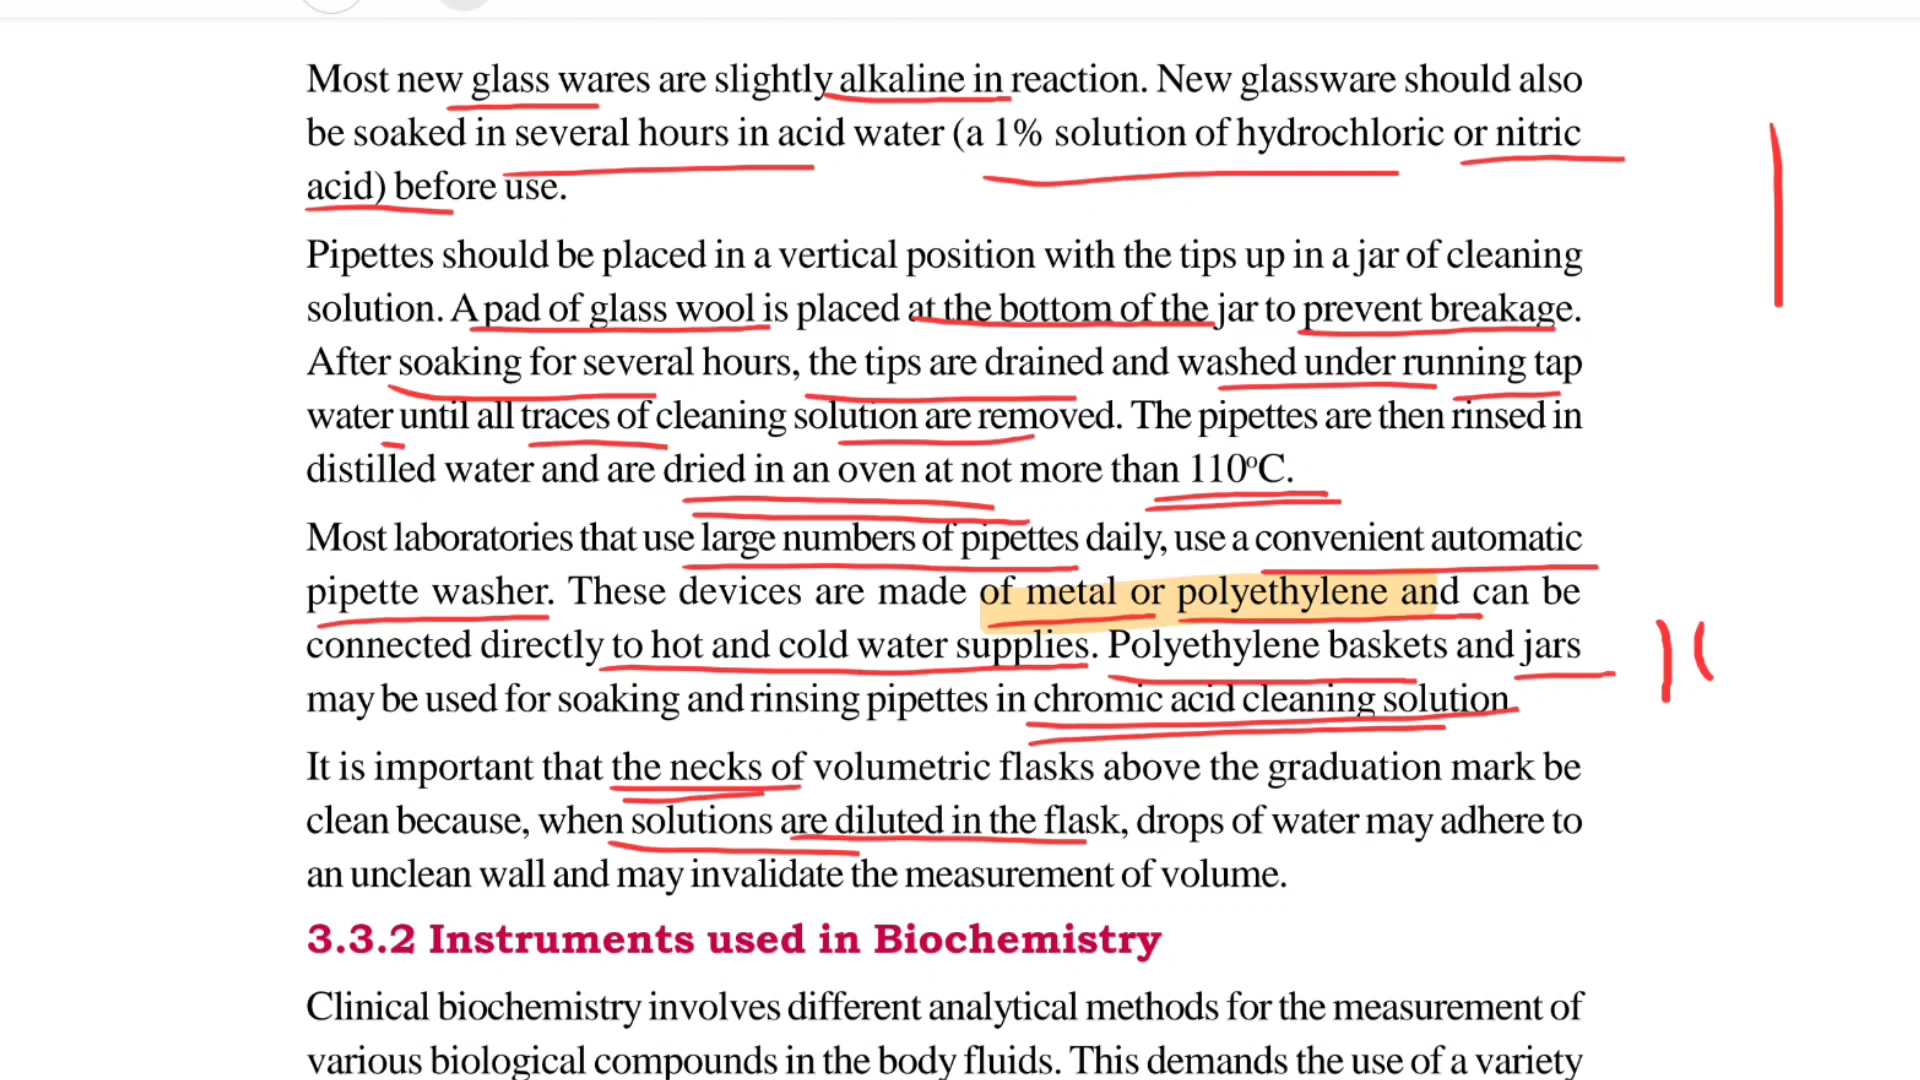 Most new glass wares are slightly alkaline in reaction. New glassware should also
be soaked in several hours in acid water (a 1% solution of hydrochloric or nitric
acid) before use.
Pipettes should be placed in a vertical position with the tips up in a jar of cleaning
solution. A pad of glass wool is placed at the bottom of the jar to prevent breakage.
After soaking for several hours, the tips are drained and washed under running tap
water until all traces of cleaning solution are removed. The pipettes are then rinsed in
distilled water and are dried in an oven at not more than 110°C.
Most laboratories that use large numbers of pipettes daily, use a convenient automatic
pipette washer. These devices are made of metal or polyethylene and can be
connected directly to hot and cold water supplies. Polyethylene baskets and jars
may be used for soaking and rinsing pipettes in chromic acid cleaning solution.
It is important that the necks of volumetric flasks above the graduation mark be
clean because, when solutions are diluted in the flask, drops of water may adhere to
an unclean wall and may invalidate the measurement of volume.
3.3.2 Instruments used in Biochemistry
Clinical biochemistry involves different analytical methods for the measurement of
various biological compounds in the body fluids. This demands the use of a variety